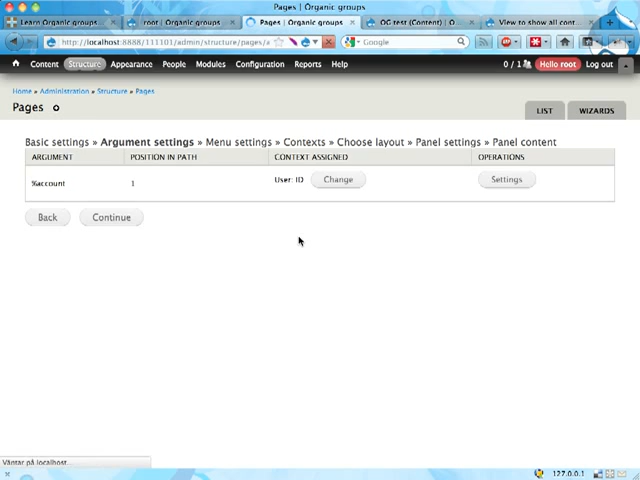 Pages | Organic groups
Learn Organic groups...
root | Organic groups
Pages | Organic groups
OG test (Content) | O...
View to show all cont...
http://localhost:8888/111101/admin/structure/pages/a
Google
Content Structure Appearance People Modules Configuration Reports Help
0 / 1 Hello root Log out
Home » Administration » Structure » Pages
Pages
LIST WIZARDS
Basic settings » Argument settings » Menu settings » Contexts » Choose layout » Panel settings » Panel content
ARGUMENT POSITION IN PATH CONTEXT ASSIGNED OPERATIONS
%account 1 User: ID Change Settings
Back Continue
Väntar på localhost...
127.0.0.1